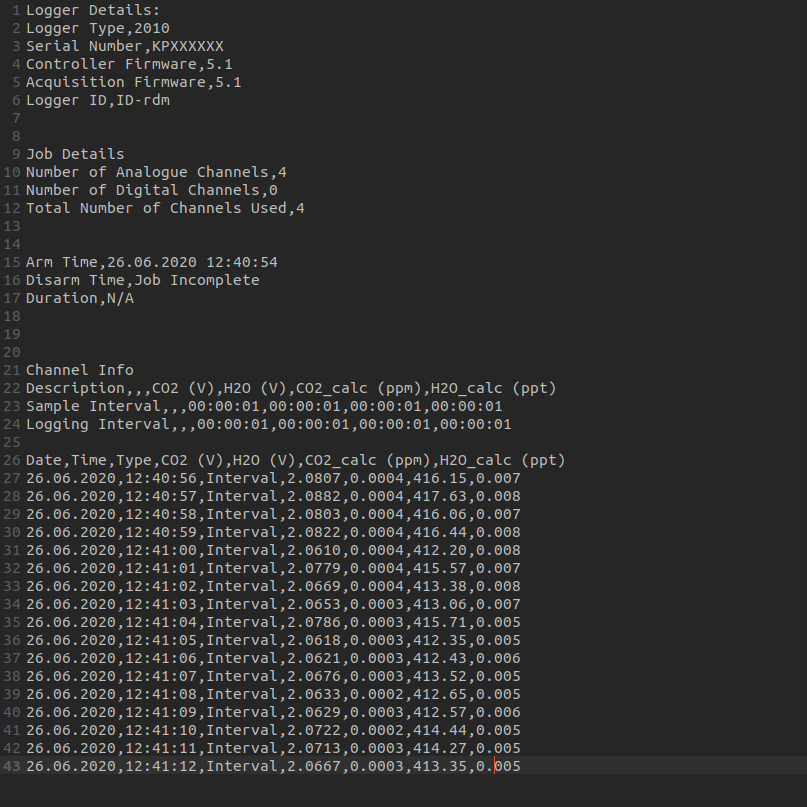 1 Logger Details:
2 Logger Type,2010
3 Serial Number,KPXXXXXX
4 Controller Firmware,5.1
5 Acquisition Firmware,5.1
6 Logger ID,ID-rdm
7
8
9 Job Details
10 Number of Analogue Channels,4
11 Number of Digital Channels,0
12 Total Number of Channels Used,4
13
14
15 Arm Time,26.06.2020 12:40:54
16 Disarm Time,Job Incomplete
17 Duration,N/A
18
19
20
21 Channel Info
22 Description,,,CO2 (V),H2O (V),CO2_calc (ppm),H2O_calc (ppt)
23 Sample Interval,,,00:00:01,00:00:01,00:00:01,00:00:01
24 Logging Interval,,,00:00:01,00:00:01,00:00:01,00:00:01
25
26 Date,Time,Type,CO2 (V),H2O (V),CO2_calc (ppm),H2O_calc (ppt)
27 26.06.2020,12:40:56,Interval,2.0807,0.0004,416.15,0.007
28 26.06.2020,12:40:57,Interval,2.0882,0.0004,417.63,0.008
29 26.06.2020,12:40:58,Interval,2.0803,0.0004,416.06,0.007
30 26.06.2020,12:40:59,Interval,2.0822,0.0004,416.44,0.008
31 26.06.2020,12:41:00,Interval,2.0610,0.0004,412.20,0.008
32 26.06.2020,12:41:01,Interval,2.0779,0.0004,415.57,0.007
33 26.06.2020,12:41:02,Interval,2.0669,0.0004,413.38,0.008
34 26.06.2020,12:41:03,Interval,2.0653,0.0003,413.06,0.007
35 26.06.2020,12:41:04,Interval,2.0786,0.0003,415.71,0.005
36 26.06.2020,12:41:05,Interval,2.0618,0.0003,412.35,0.005
37 26.06.2020,12:41:06,Interval,2.0621,0.0003,412.43,0.006
38 26.06.2020,12:41:07,Interval,2.0676,0.0003,413.52,0.005
39 26.06.2020,12:41:08,Interval,2.0633,0.0002,412.65,0.005
40 26.06.2020,12:41:09,Interval,2.0629,0.0003,412.57,0.006
41 26.06.2020,12:41:10,Interval,2.0722,0.0002,414.44,0.005
42 26.06.2020,12:41:11,Interval,2.0713,0.0003,414.27,0.005
43 26.06.2020,12:41:12,Interval,2.0667,0.0003,413.35,0.005